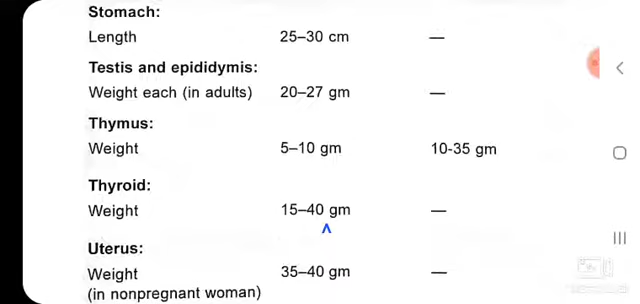 Stomach:
Length 25–30 cm —
Testis and epididymis:
Weight each (in adults) 20–27 gm —
Thymus:
Weight 5–10 gm 10-35 gm
Thyroid:
Weight 15–40 gm —
^
Uterus:
Weight 35–40 gm —
(in nonpregnant woman)